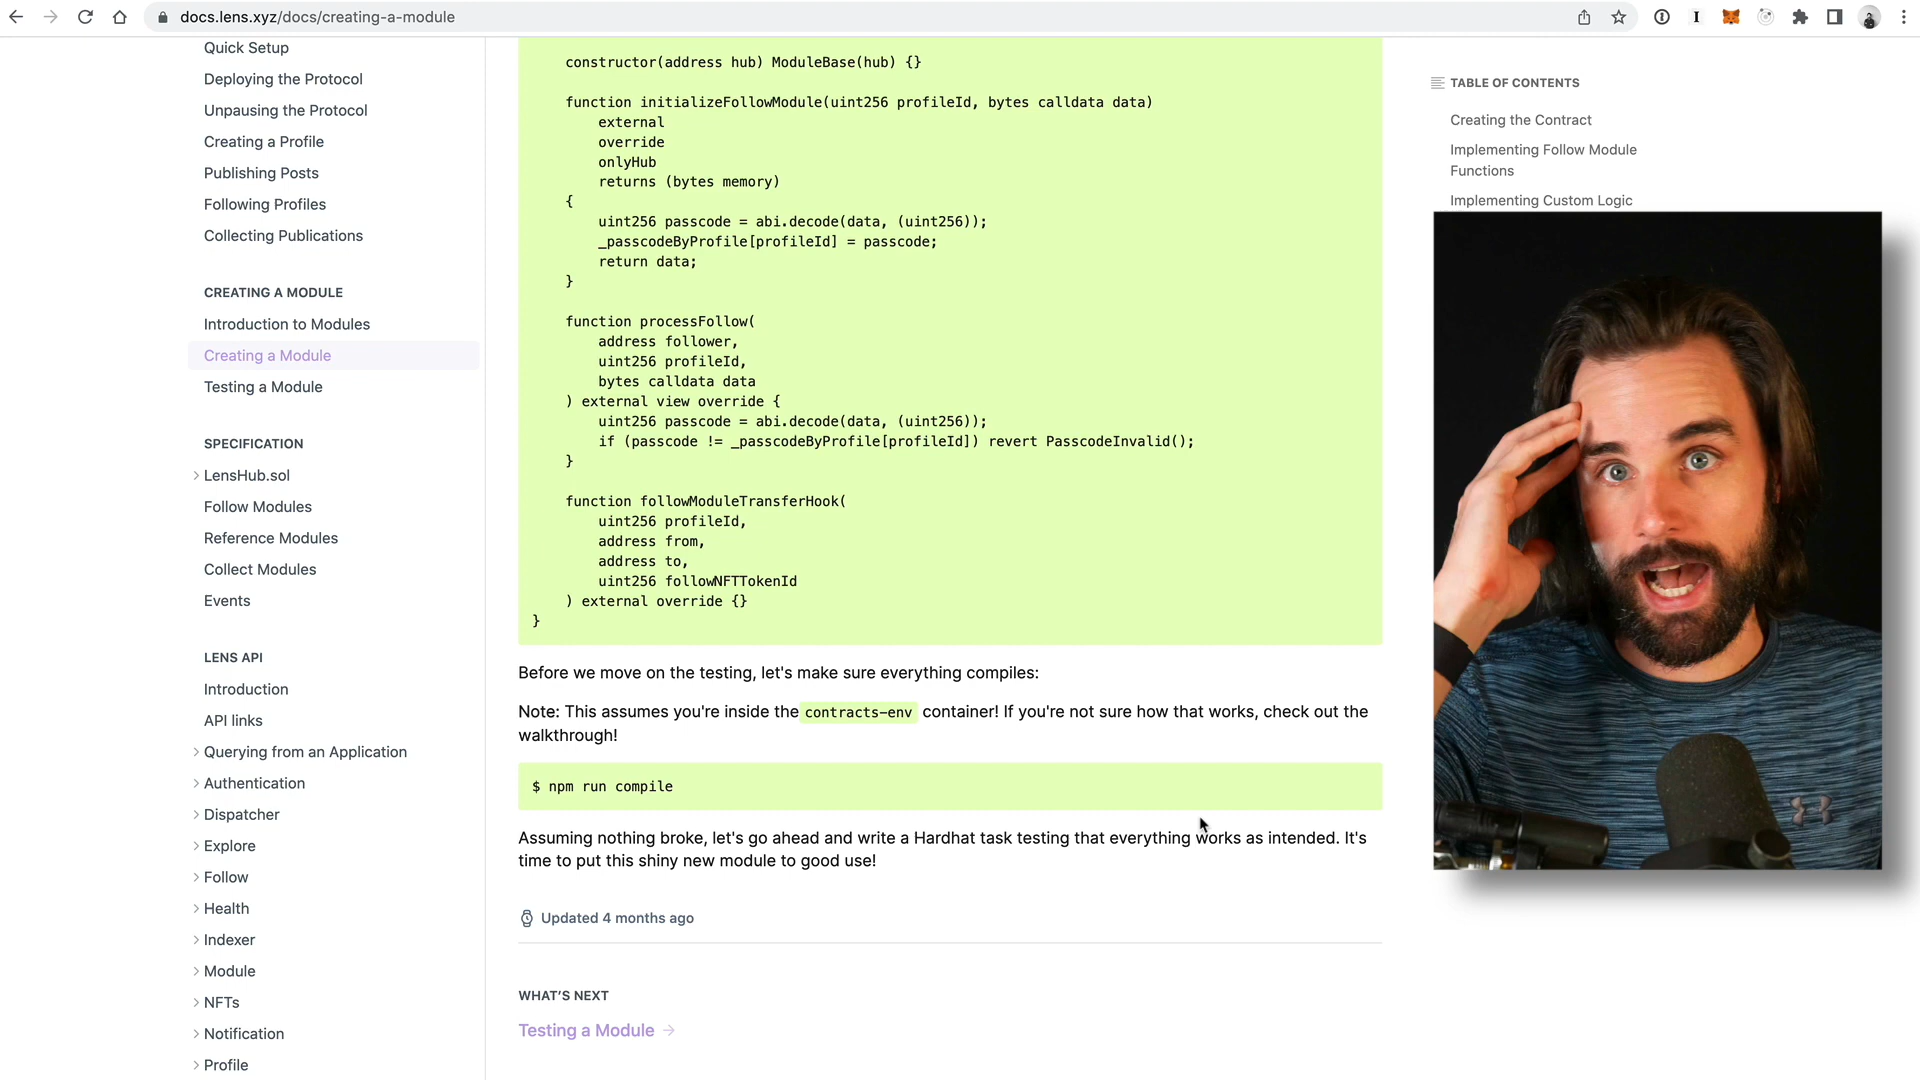 docs.lens.xyz/docs/creating-a-module
Quick Setup
Deploying the Protocol
Unpausing the Protocol
Creating a Profile
Publishing Posts
Following Profiles
Collecting Publications
CREATING A MODULE
Introduction to Modules
Creating a Module
Testing a Module
SPECIFICATION
LensHub.sol
Follow Modules
Reference Modules
Collect Modules
Events
LENS API
Introduction
API links
Querying from an Application
Authentication
Dispatcher
Explore
Follow
Health
Indexer
Module
NFTs
Notification
Profile
constructor(address hub) ModuleBase(hub) {}
function initializeFollowModule(uint256 profileId, bytes calldata data)
external
override
onlyHub
returns (bytes memory)
{
uint256 passcode = abi.decode(data, (uint256));
_passcodeByProfile[profileId] = passcode;
return data;
}
function processFollow(
address follower,
uint256 profileId,
bytes calldata data
) external view override {
uint256 passcode = abi.decode(data, (uint256));
if (passcode != _passcodeByProfile[profileId]) revert PasscodeInvalid();
}
function followModuleTransferHook(
uint256 profileId,
address from,
address to,
uint256 followNFTTokenId
) external override {}
}
Before we move on the testing, let's make sure everything compiles:
Note: This assumes you're inside the contracts-env container! If you're not sure how that works, check out the
walkthrough!
$ npm run compile
Assuming nothing broke, let's go ahead and write a Hardhat task testing that everything works as intended. It's
time to put this shiny new module to good use!
Updated 4 months ago
WHAT'S NEXT
Testing a Module →
TABLE OF CONTENTS
Creating the Contract
Implementing Follow Module
Functions
Implementing Custom Logic